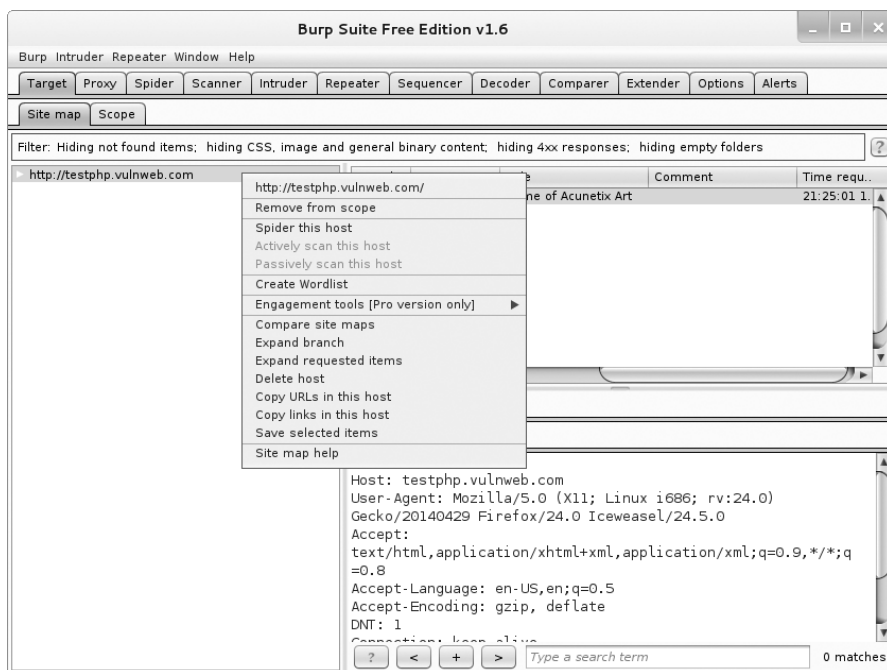 Burp Suite Free Edition v1.6
Burp Intruder Repeater Window Help
Target Proxy Spider Scanner Intruder Repeater Sequencer Decoder Comparer Extender Options Alerts
Site map Scope
Filter: Hiding not found items; hiding CSS, image and general binary content; hiding 4xx responses; hiding empty folders
?
http://testphp.vulnweb.com
Comment Time requ..
ne of Acunetix Art 21:25:01 1.
http://testphp.vulnweb.com/
Remove from scope
Spider this host
Actively scan this host
Passively scan this host
Create Wordlist
Engagement tools [Pro version only]
Compare site maps
Expand branch
Expand requested items
Delete host
Copy URLs in this host
Copy links in this host
Save selected items
Site map help
Host: testphp.vulnweb.com
User-Agent: Mozilla/5.0 (X11; Linux i686; rv:24.0)
Gecko/20140429 Firefox/24.0 Iceweasel/24.5.0
Accept:
text/html,application/xhtml+xml,application/xml;q=0.9,*/*;q
=0.8
Accept-Language: en-US,en;q=0.5
Accept-Encoding: gzip, deflate
DNT: 1
Connection: keep-alive
? < + > Type a search term 0 matches